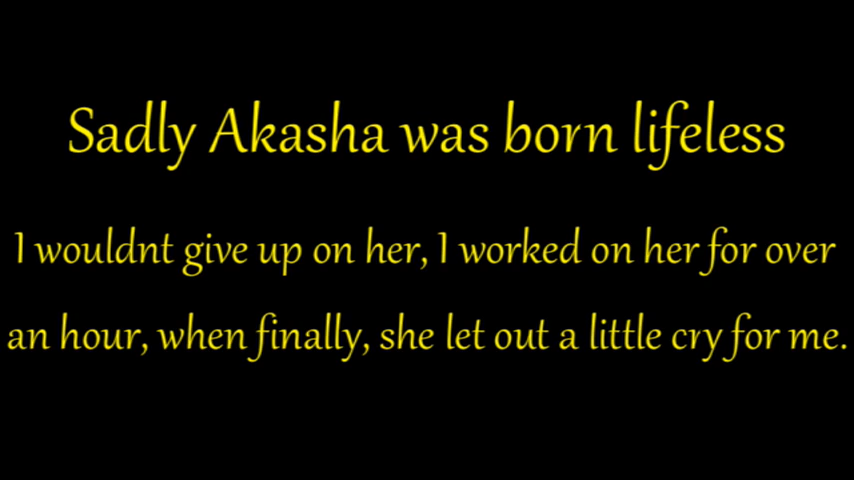 Sadly Akasha was born lifeless
I wouldnt give up on her, I worked on her for over
an hour, when finally, she let out a little cry for me.